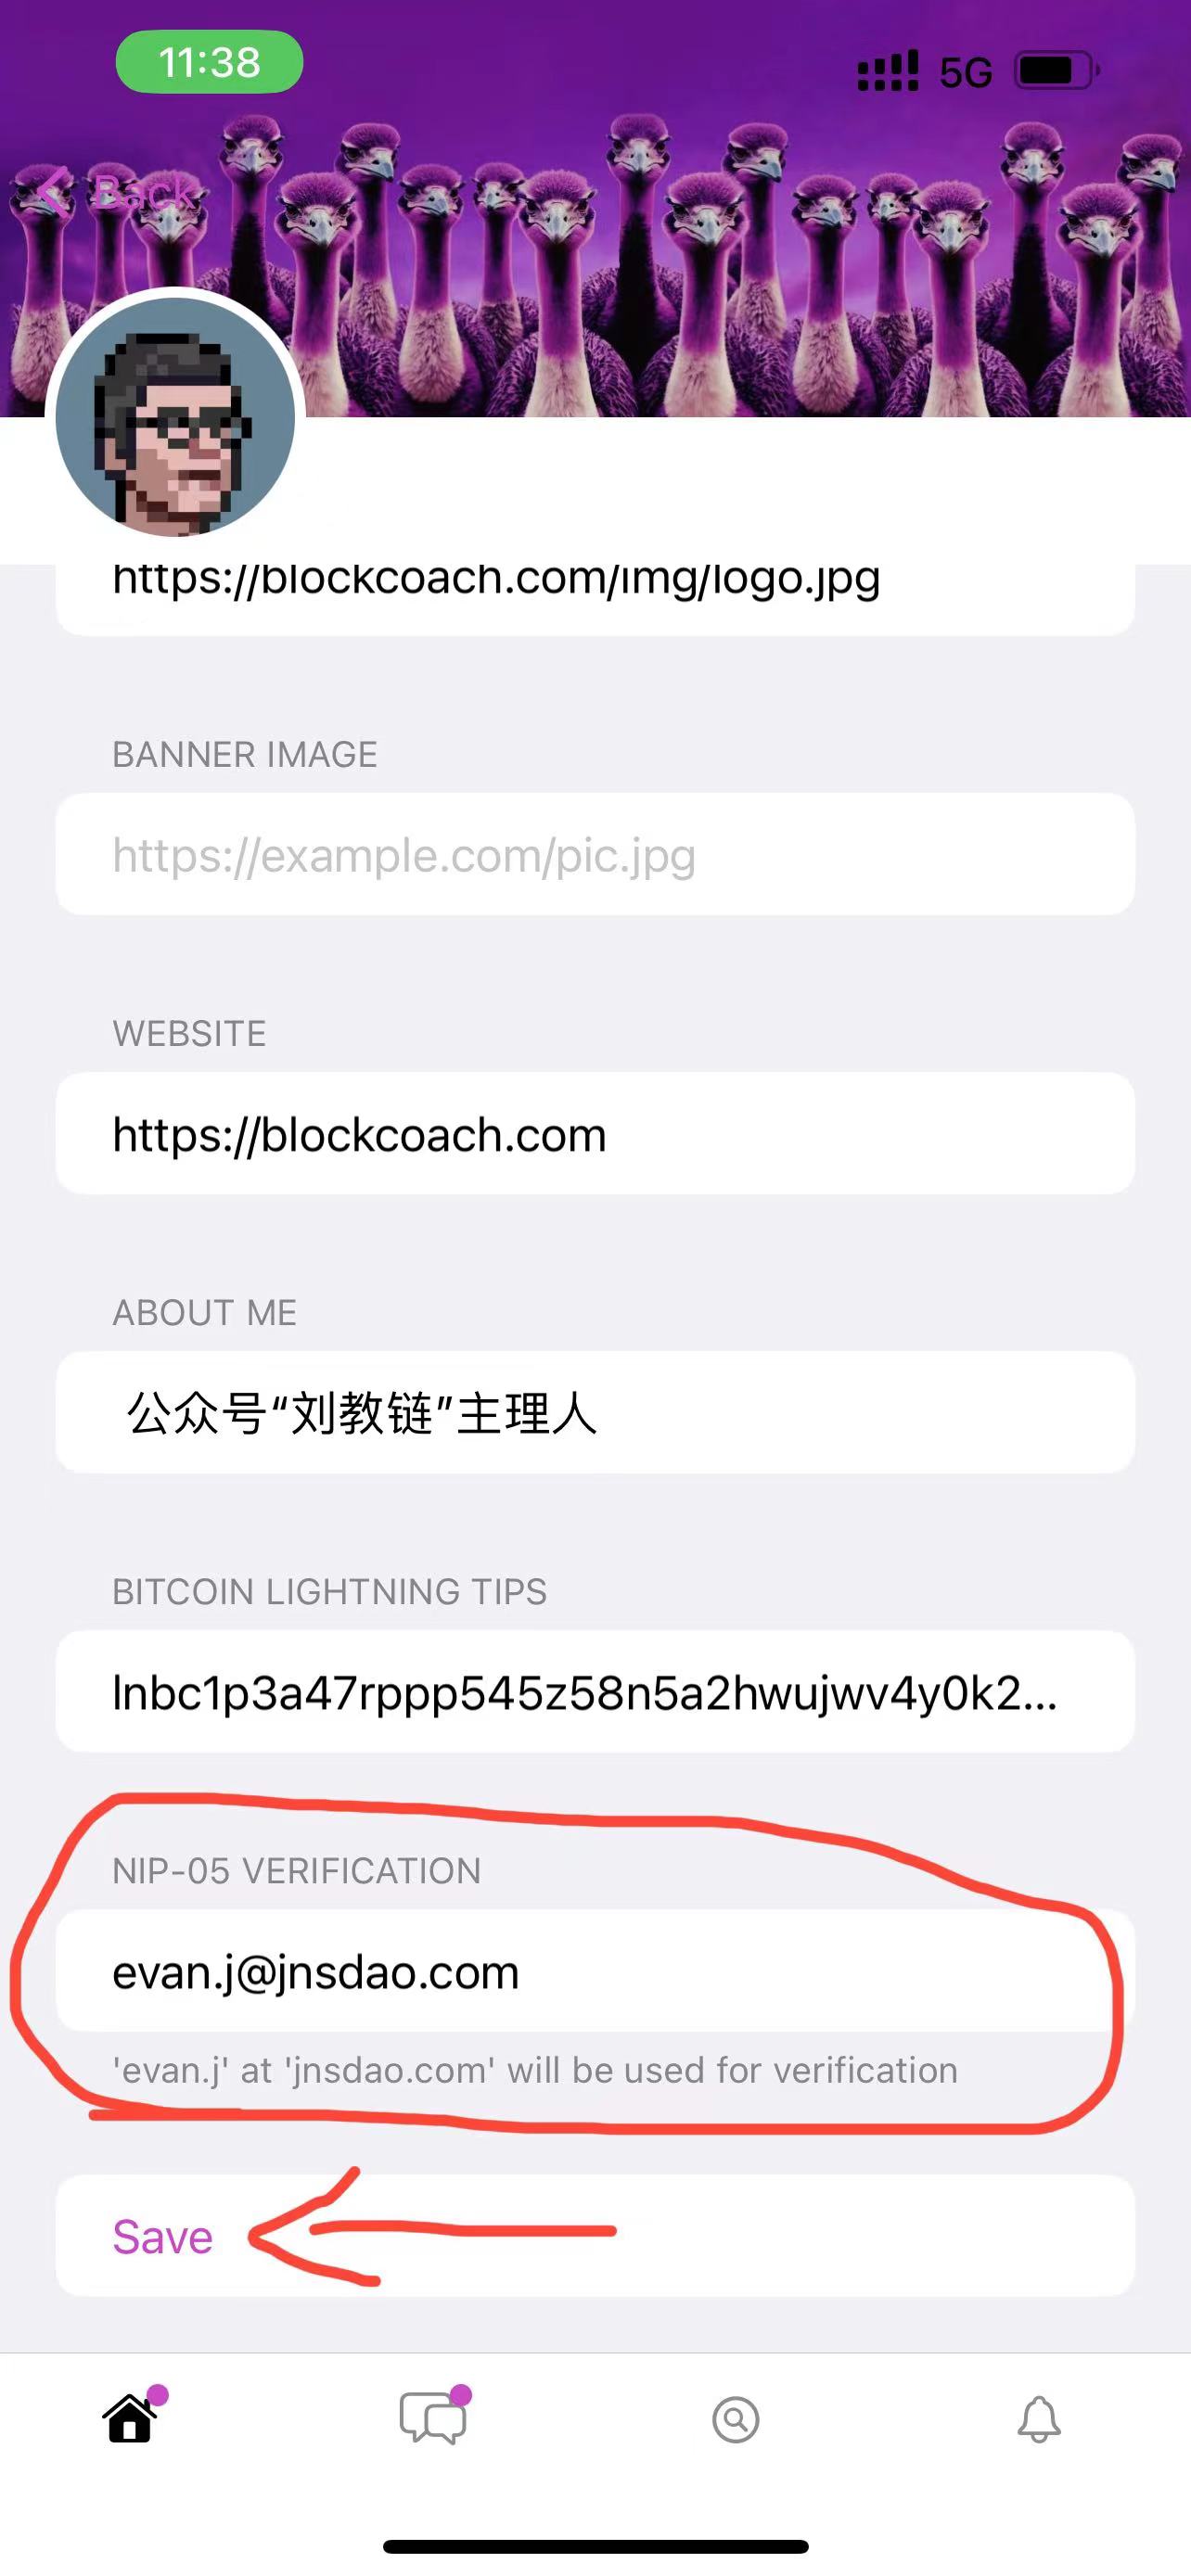 11:38
5G
Back
https://blockcoach.com/img/logo.jpg
BANNER IMAGE
https://example.com/pic.jpg
WEBSITE
https://blockcoach.com
ABOUT ME
公众号“刘教链”主理人
BITCOIN LIGHTNING TIPS
lnbc1p3a47rppp545z58n5a2hwujwv4y0k2...
NIP-05 VERIFICATION
evan.j@jnsdao.com
'evan.j' at 'jnsdao.com' will be used for verification
Save